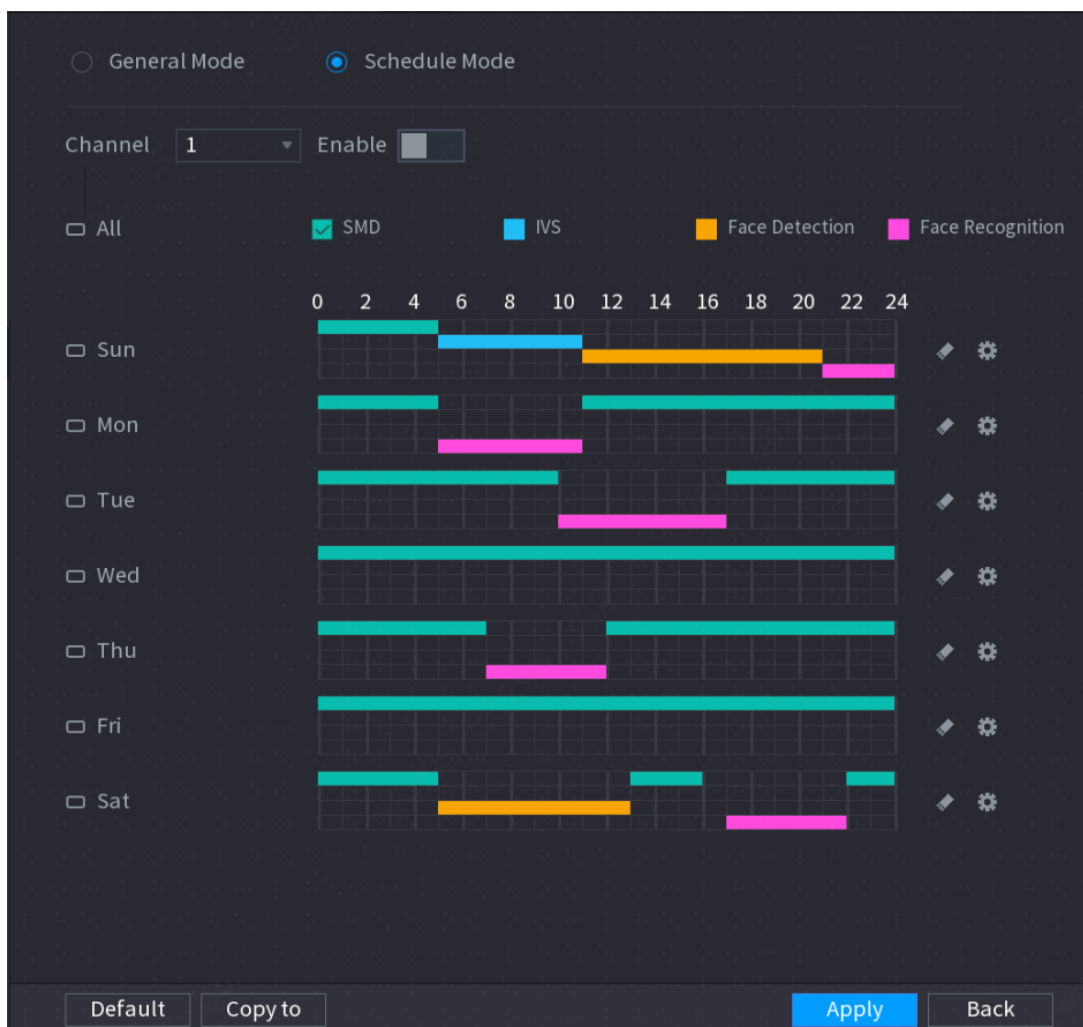 General Mode Schedule Mode
Channel 1 Enable
All SMD IVS Face Detection Face Recognition
0 2 4 6 8 10 12 14 16 18 20 22 24
Sun
Mon
Tue
Wed
Thu
Fri
Sat
Default Copy to Apply Back